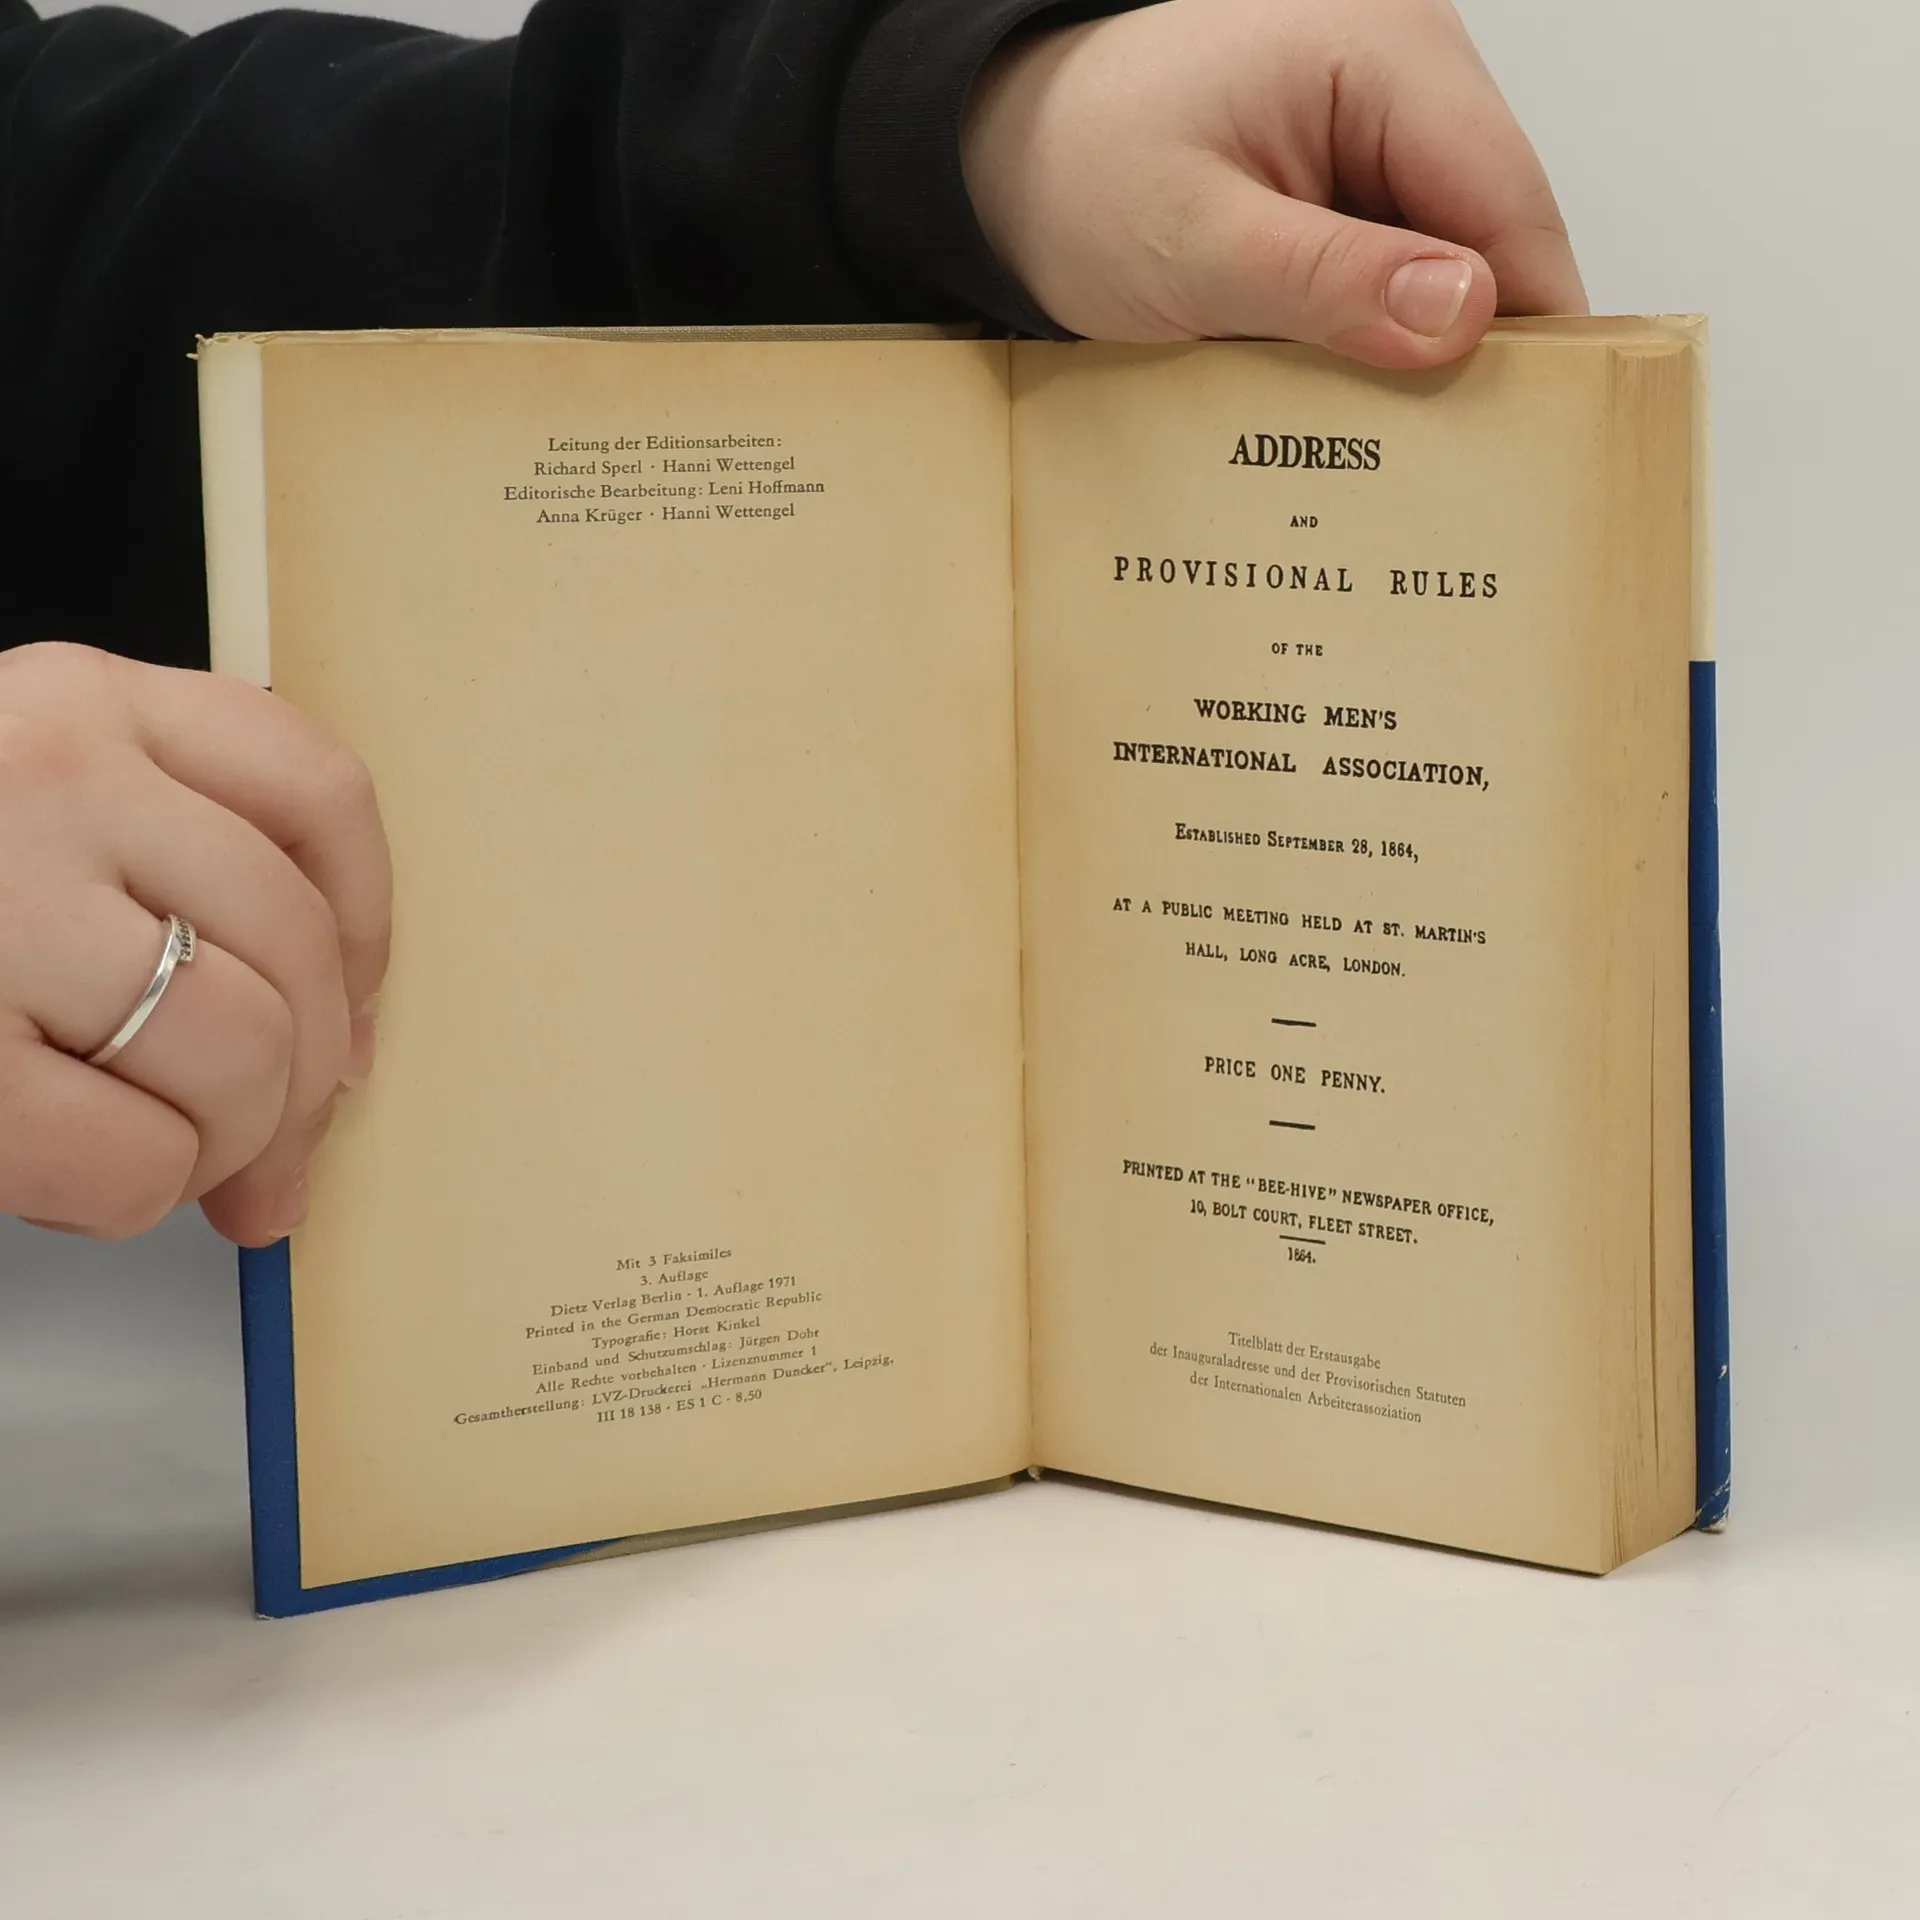 Leitung der Editionsarbeiten:
Richard Sperl · Hanni Wettengel
Editorische Bearbeitung: Leni Hoffmann
Anna Krüger · Hanni Wettengel
Mit 3 Faksimiles
3. Auflage
Dietz Verlag Berlin · 1. Auflage 1971
Printed in the German Democratic Republic
Typografie: Horst Kinkel
Einband und Schutzumschlag: Jürgen Dohr
Alle Rechte vorbehalten · Lizenznummer 1
Gesamtherstellung: LVZ-Druckerei „Hermann Duncker“, Leipzig,
III 18 138 · ES 1 C · 8,50
ADDRESS
AND
PROVISIONAL RULES
OF THE
WORKING MEN'S
INTERNATIONAL ASSOCIATION,
ESTABLISHED SEPTEMBER 28, 1864,
AT A PUBLIC MEETING HELD AT ST. MARTIN'S
HALL, LONG ACRE, LONDON.
PRICE ONE PENNY.
PRINTED AT THE "BEE-HIVE" NEWSPAPER OFFICE,
10, BOLT COURT, FLEET STREET.
1864.
Titelblatt der Erstausgabe
der Inauguraladresse und der Provisorischen Statuten
der Internationalen Arbeiterassoziation